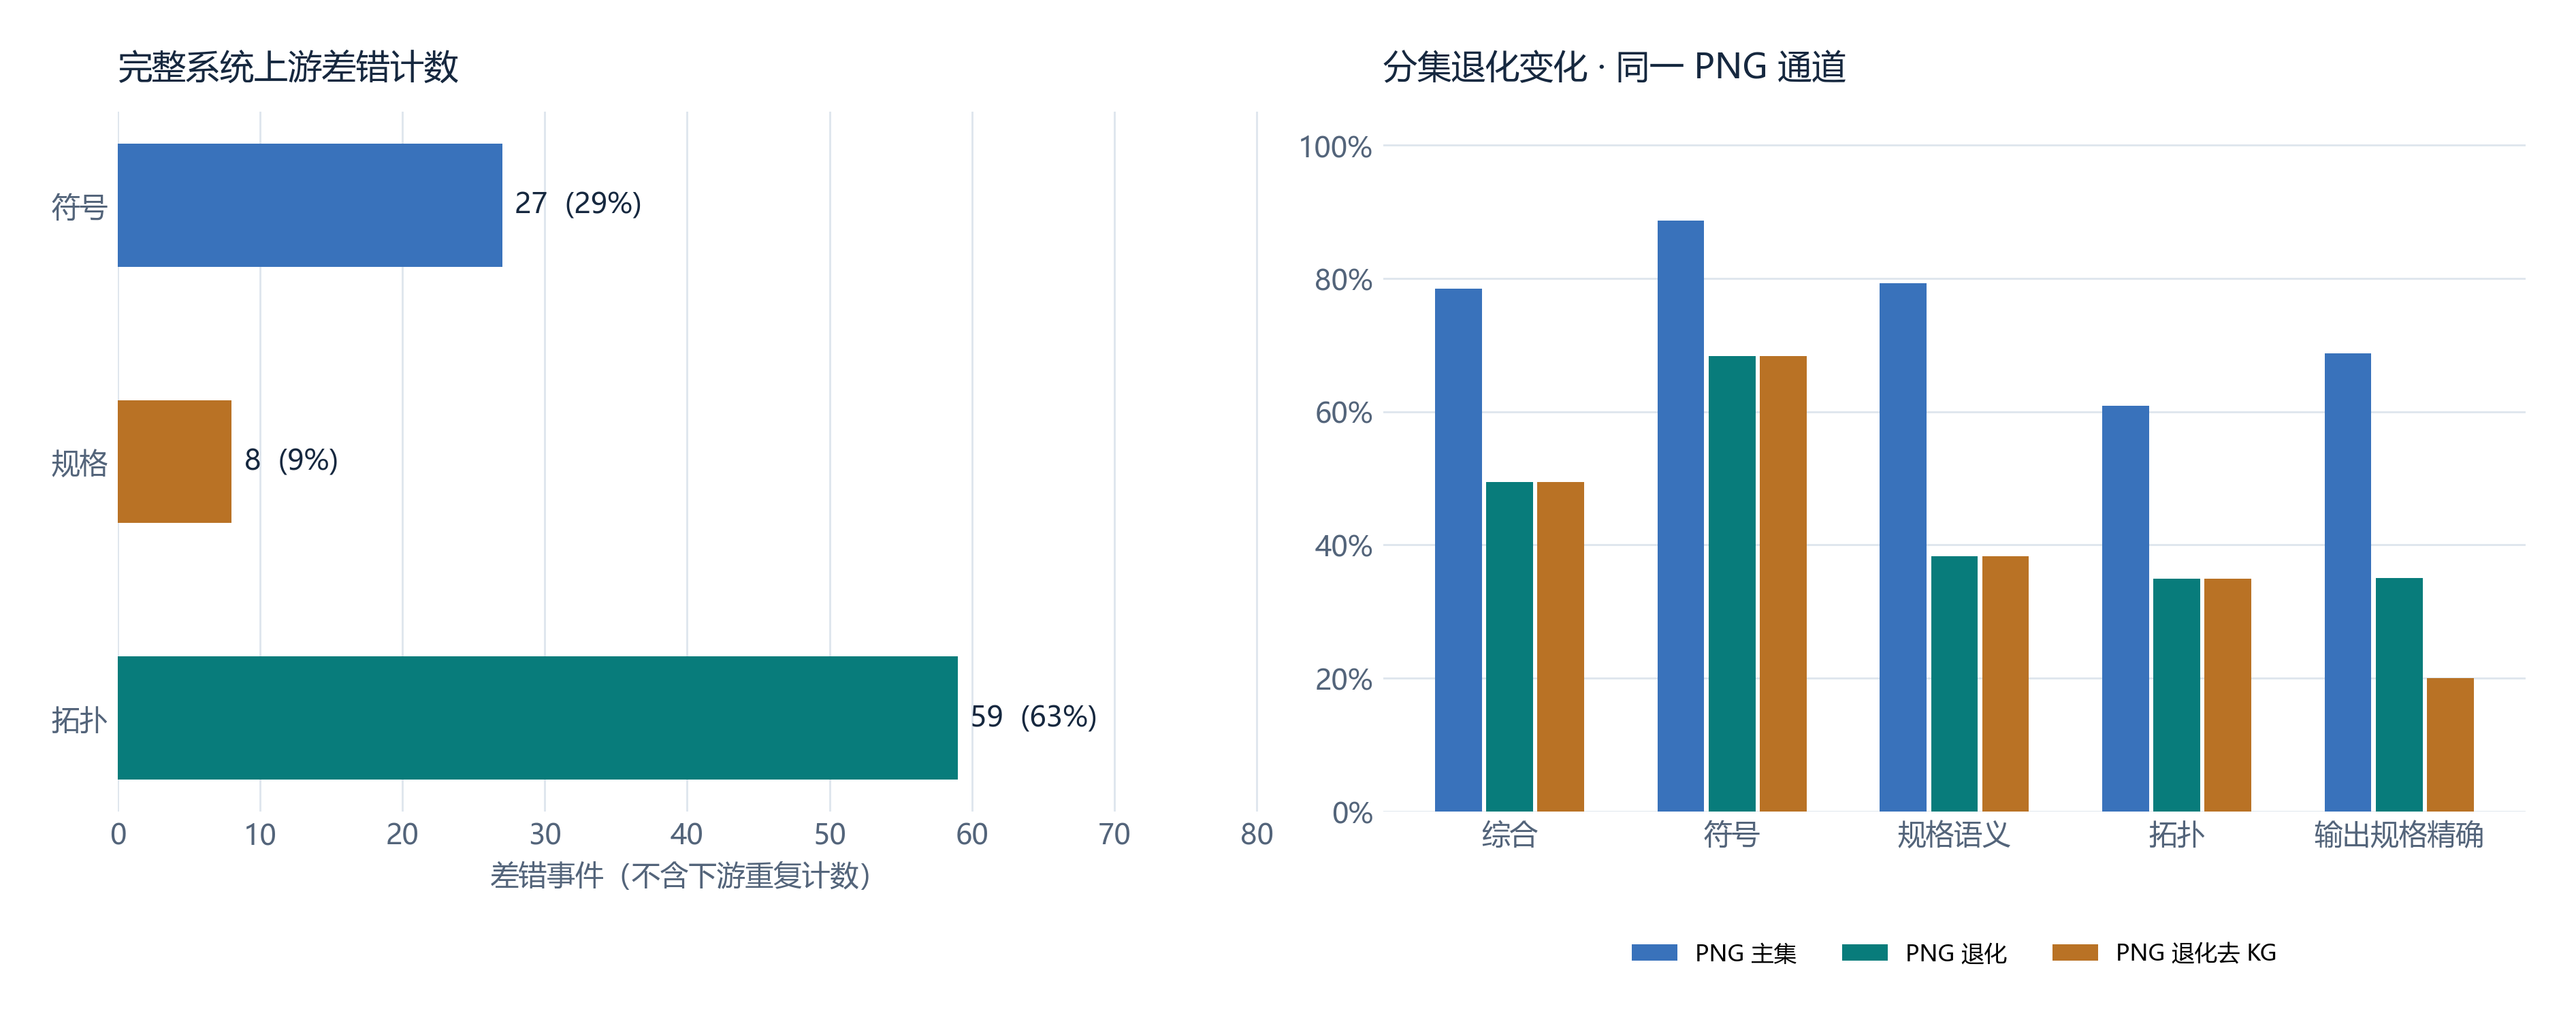 完整系统上游差错计数
符号
27 (29%)
规格
8 (9%)
拓扑
59 (63%)
0 10 20 30 40 50 60 70 80
差错事件（不含下游重复计数）
分集退化变化 · 同一 PNG 通道
100%
80%
60%
40%
20%
0%
综合 符号 规格语义 拓扑 输出规格精确
PNG 主集 PNG 退化 PNG 退化去 KG